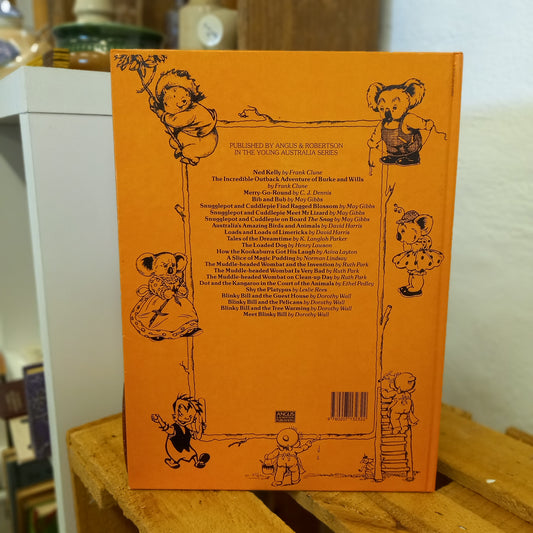 PUBLISHED BY ANGUS & ROBERTSON
IN THE YOUNG AUSTRALIA SERIES
Ned Kelly by Frank Clune
The Incredible Outback Adventure of Burke and Wills
by Frank Clune
Merry-Go-Round by C. J. Dennis
Bib and Bub by May Gibbs
Snugglepot and Cuddlepie Find Ragged Blossom by May Gibbs
Snugglepot and Cuddlepie Meet Mr Lizard by May Gibbs
Snugglepot and Cuddlepie on Board The Snag by May Gibbs
Australia's Amazing Birds and Animals by David Harris
Loads and Loads of Limericks by David Harris
Tales of the Dreamtime by K. Langloh Parker
The Loaded Dog by Henry Lawson
How the Kookaburra Got His Laugh by Aviva Layton
A Slice of Magic Pudding by Norman Lindsay
The Muddle-headed Wombat and the Invention by Ruth Park
The Muddle-headed Wombat Is Very Bad by Ruth Park
The Muddle-headed Wombat on Clean-up Day by Ruth Park
Dot and the Kangaroo in the Court of the Animals by Ethel Pedley
Shy the Platypus by Leslie Rees
Blinky Bill and the Guest House by Dorothy Wall
Blinky Bill and the Pelicans by Dorothy Wall
Blinky Bill and the Tree Warming by Dorothy Wall
Meet Blinky Bill by Dorothy Wall
ANGUS